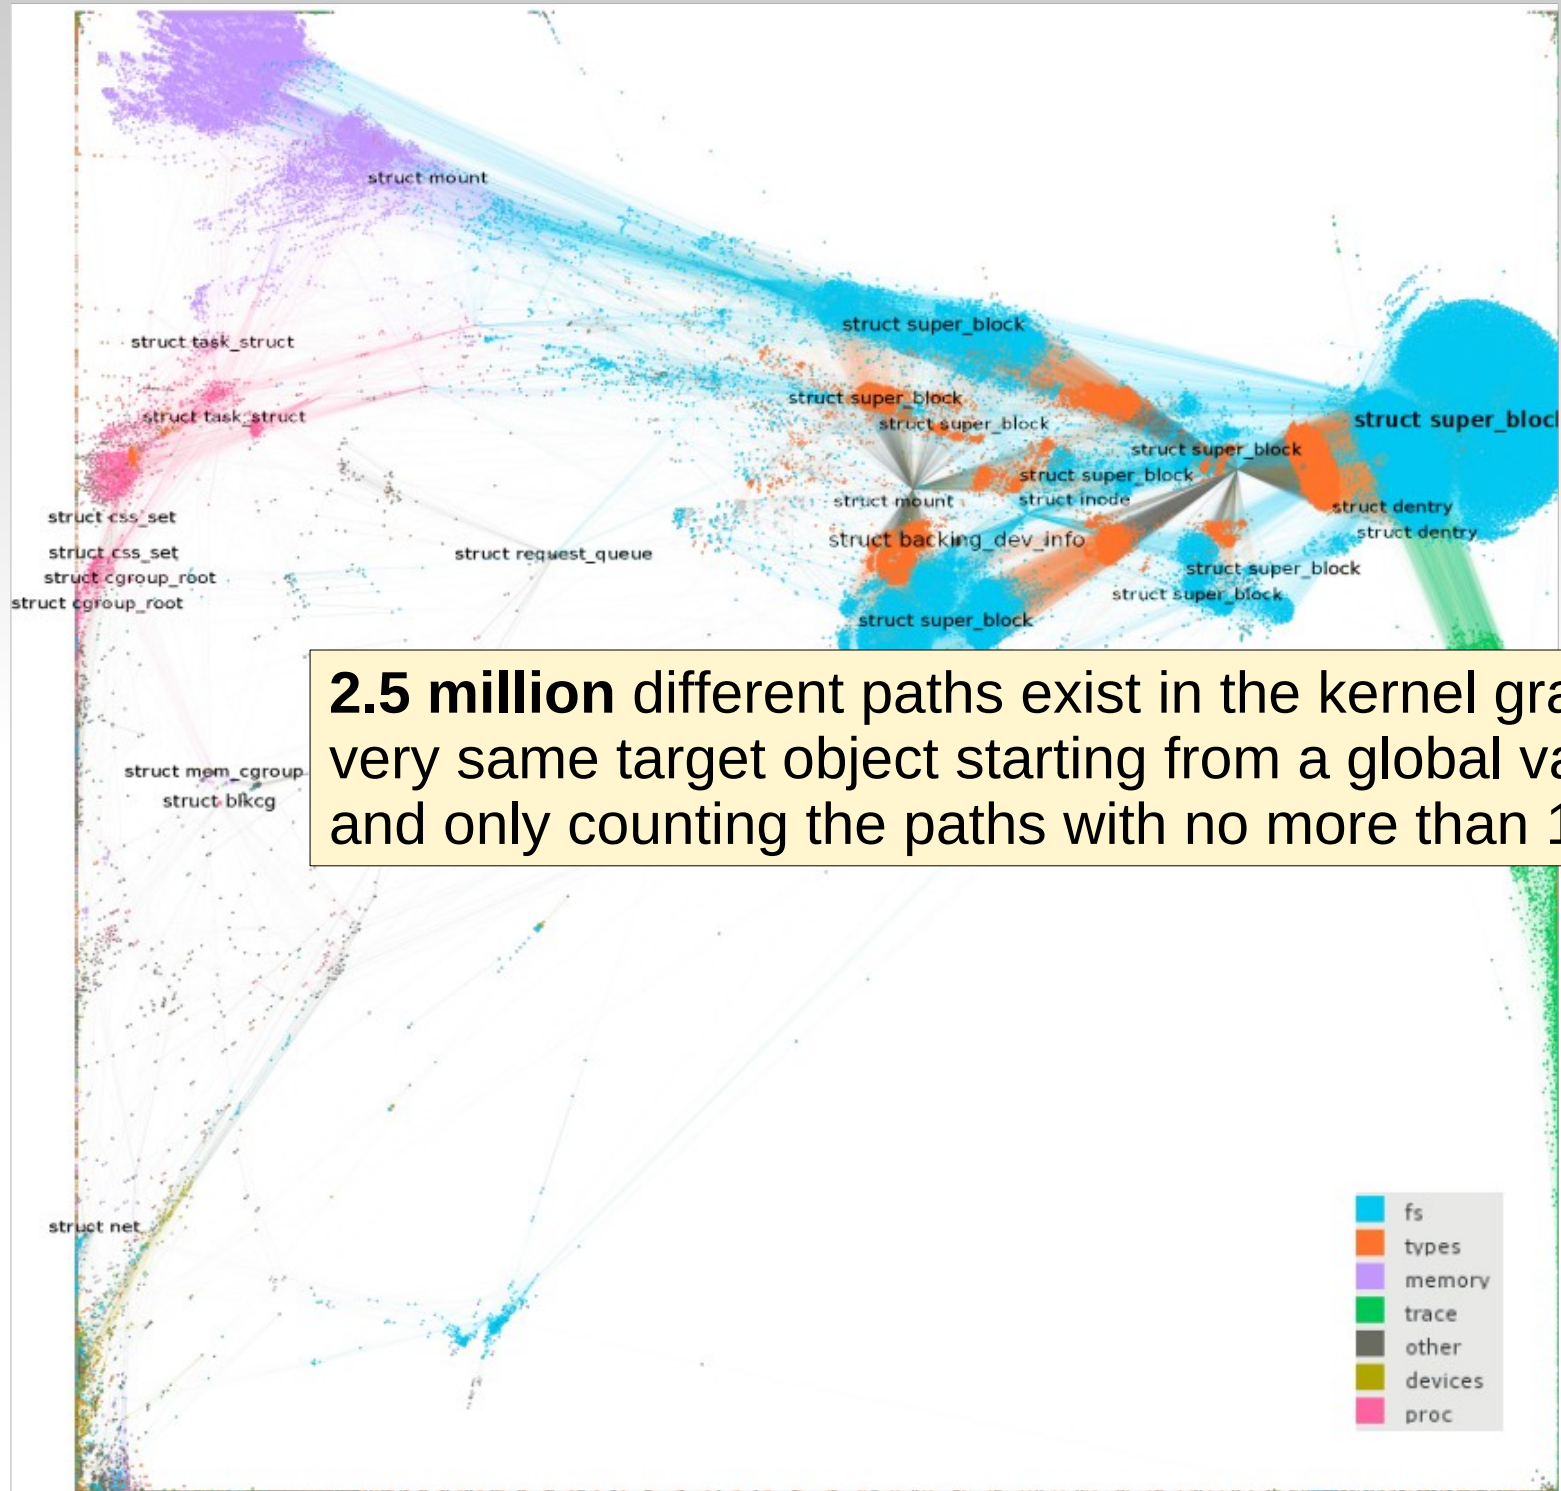 struct mount
struct super_block
struct task_struct
struct super_block
struct task_struct
struct super_block
struct super_bloc
struct super_block
struct super_block
struct mount
struct inode
struct dentry
struct css_set
struct dentry
struct backing_dev_info
struct css_set
struct request_queue
struct super_block
struct cgroup_root
struct super_block
struct cgroup_root
struct super_block
2.5 million different paths exist in the kernel gra
very same target object starting from a global va
and only counting the paths with no more than 1
struct mem_cgroup
struct blkcg
struct net
fs
types
memory
trace
other
devices
proc